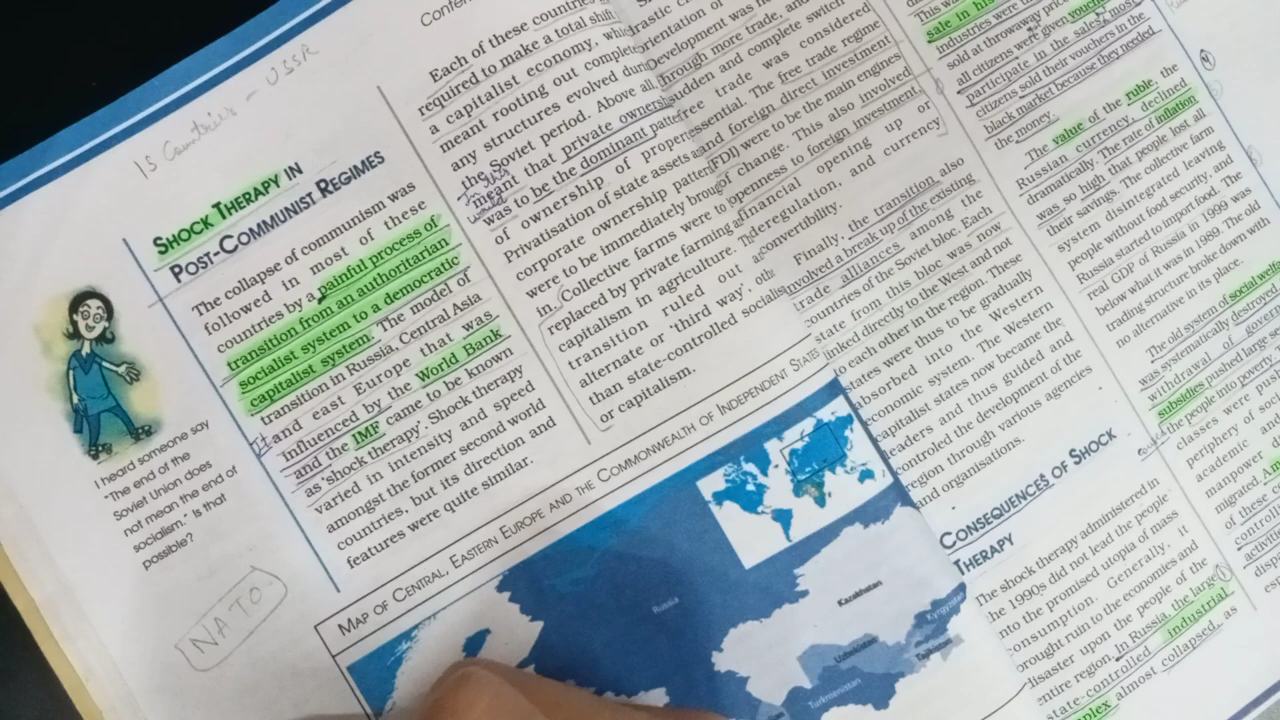 15 Countries - USSR
SHOCK THERAPY IN
POST-COMMUNIST REGIMES
The collapse of communism was
followed in most of these
countries by a painful process of
transition from an authoritarian
socialist system to a democratic
capitalist system. The model of
transition in Russia, Central Asia
and east Europe that was
influenced by the World Bank
and the IMF came to be known
as 'shock therapy'. Shock therapy
varied in intensity and speed
amongst the former second world
countries, but its direction and
features were quite similar.
I heard someone say
"The end of the
Soviet Union does
not mean the end of
socialism." Is that
possible?
NATO
Each of these countries
required to make a total shift
a capitalist economy, which
meant rooting out completely
any structures evolved during
the Soviet period. Above all,
meant that private ownership
was to be the dominant pattern
of ownership of property
Privatisation of state assets and
corporate ownership patterns
were to be immediately brought
in. Collective farms were to be
replaced by private farming and
capitalism in agriculture. This
transition ruled out any
alternate or 'third way', other
than state-controlled socialism
or capitalism.
MAP OF CENTRAL, EASTERN EUROPE AND THE COMMONWEALTH OF INDEPENDENT STATES
Russia
Kazakhstan
Kyrgyzstan
Uzbekistan
Tajikistan
Turkmenistan
orientation of
Development was
through more trade, and
sudden and complete switch
free trade was considered
essential. The free trade regime
and foreign direct investment
(FDI) were to be the main engines
of change. This also involved
openness to foreign investment,
financial opening up or
deregulation, and currency
convertibility.
Finally, the transition also
involved a break up of the existing
trade alliances among the
countries of the Soviet bloc. Each
state from this bloc was now
linked directly to the West and not
to each other in the region. These
states were thus to be gradually
absorbed into the Western
economic system. The Western
capitalist states now became the
leaders and thus guided and
controlled the development of the
region through various agencies
and organisations.
CONSEQUENCES OF SHOCK
THERAPY
The shock therapy administered in
the 1990s did not lead the people
into the promised utopia of mass
consumption. Generally, it
brought ruin to the economies and
disaster upon the people of the
entire region. In Russia, the large
state-controlled industrial
complex almost collapsed, as
This was
sale in his
industries were
sold at throwaway prices
all citizens were given vouchers
participate in the sales, most
citizens sold their vouchers in the
black market because they needed
the money.
The value of the ruble, the
Russian currency, declined
dramatically. The rate of inflation
was so high that people lost all
their savings. The collective farm
system disintegrated leaving
people without food security, and
Russia started to import food. The
real GDP of Russia in 1999 was
below what it was in 1989. The old
trading structure broke down with
no alternative in its place.
The old system of social welfare
was systematically destroyed
withdrawal of government
subsidies pushed large
the people into poverty
classes were
periphery of
academic and
manpower
migrated.
of these